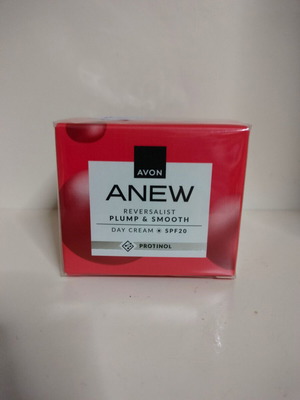 AVON
ANEW
REVERSALIST
PLUMP & SMOOTH
DAY CREAM ☀ SPF20
PROTINOL